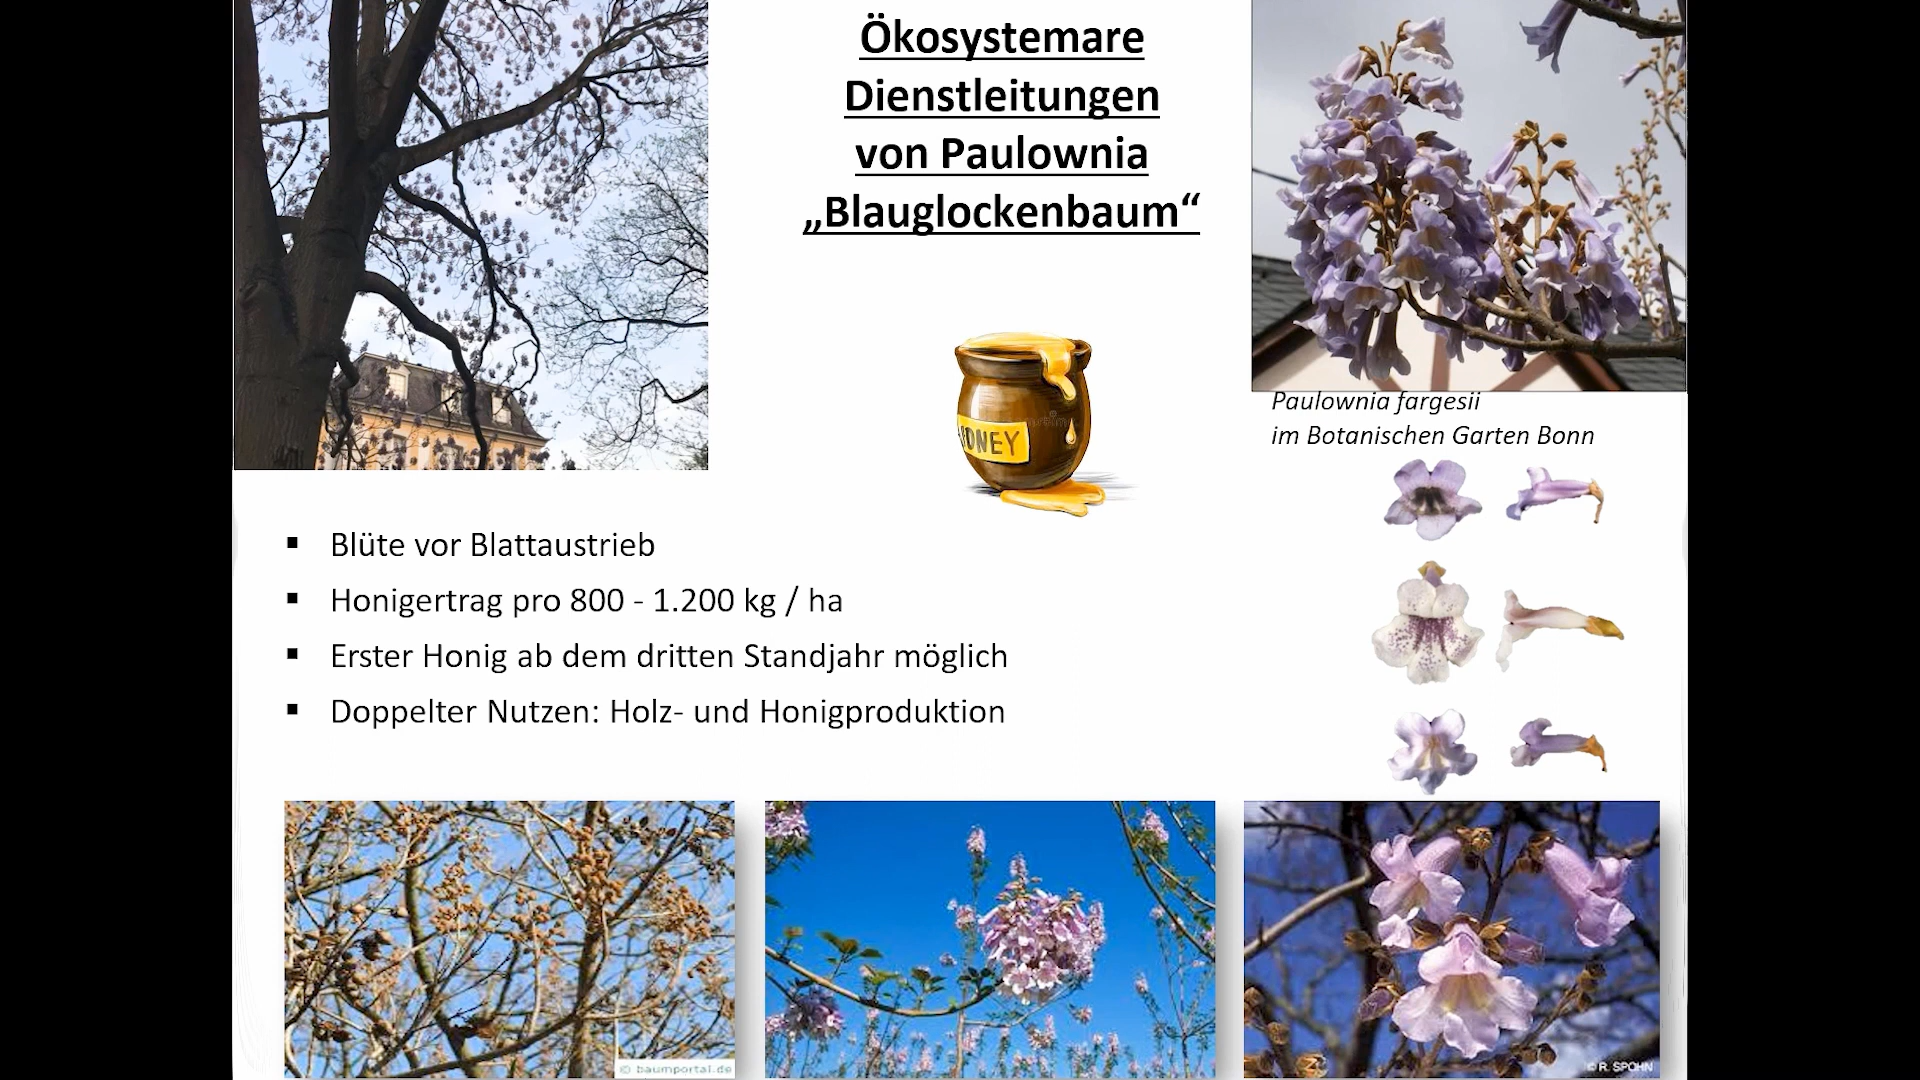 Ökosystemare
Dienstleitungen
von Paulownia
„Blauglockenbaum“
Paulownia fargesii
im Botanischen Garten Bonn
▪ Blüte vor Blattaustrieb
▪ Honigertrag pro 800 - 1.200 kg / ha
▪ Erster Honig ab dem dritten Standjahr möglich
▪ Doppelter Nutzen: Holz- und Honigproduktion
© baumportal.de
© R. SPOHN